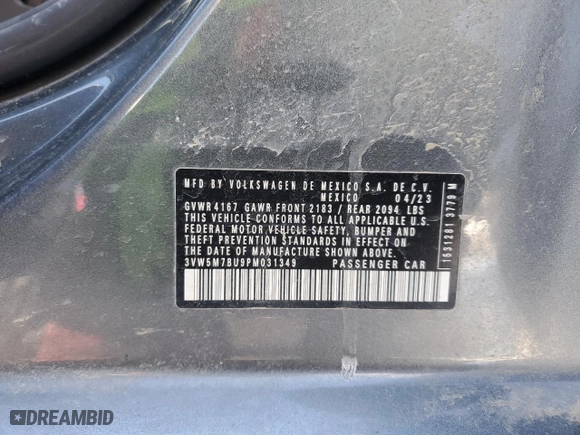 MFD BY VOLKSWAGEN DE MEXICO S.A. DE C.V.
MEXICO 04/23
GVWR 4167 GAWR FRONT 2183 / REAR 2094 LBS
THIS VEHICLE CONFORMS TO ALL APPLICABLE U.S.
FEDERAL MOTOR VEHICLE SAFETY, BUMPER AND
THEFT PREVENTION STANDARDS IN EFFECT ON
THE DATE OF MANUFACTURE SHOWN ABOVE.
3VW5M7BU9PM031349 PASSENGER CAR
1651281 3779 M
DREAMBID